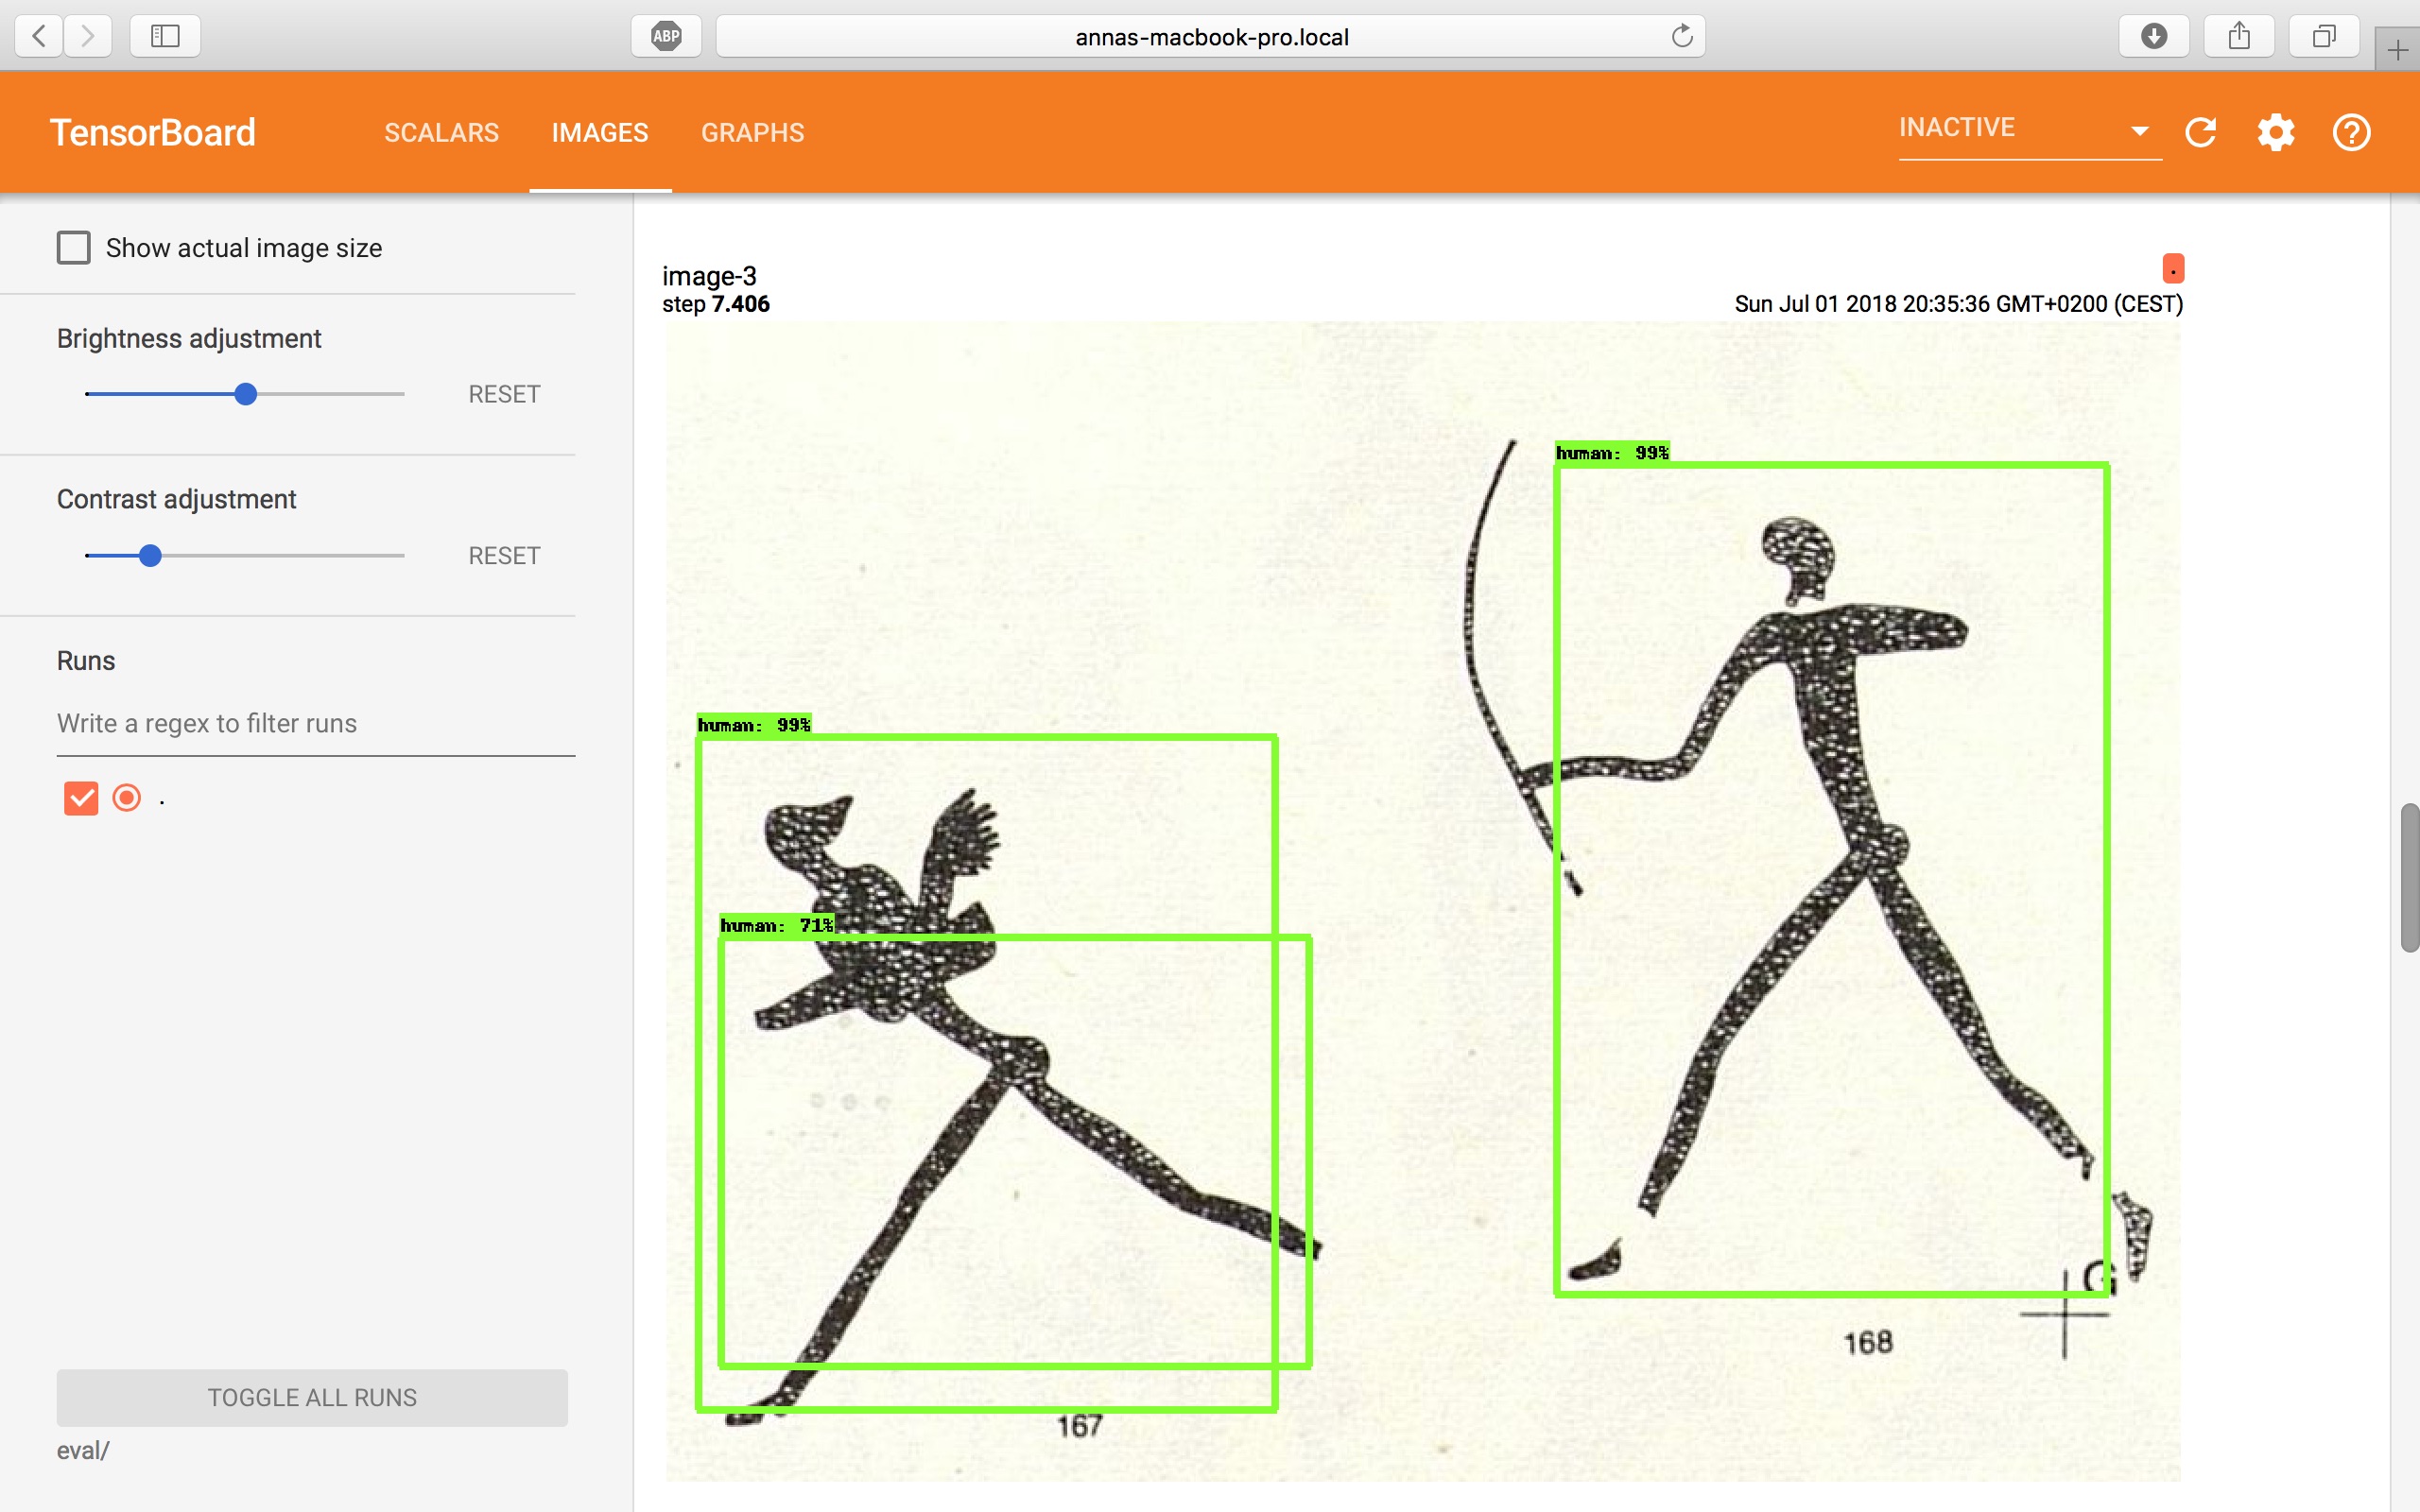 ABP
annas-macbook-pro.local
TensorBoard
SCALARS
IMAGES
GRAPHS
INACTIVE
Show actual image size
Brightness adjustment
RESET
Contrast adjustment
RESET
Runs
Write a regex to filter runs
.
TOGGLE ALL RUNS
eval/
image-3
.
step 7.406
Sun Jul 01 2018 20:35:36 GMT+0200 (CEST)
human: 99%
human: 99%
human: 71%
G
168
167